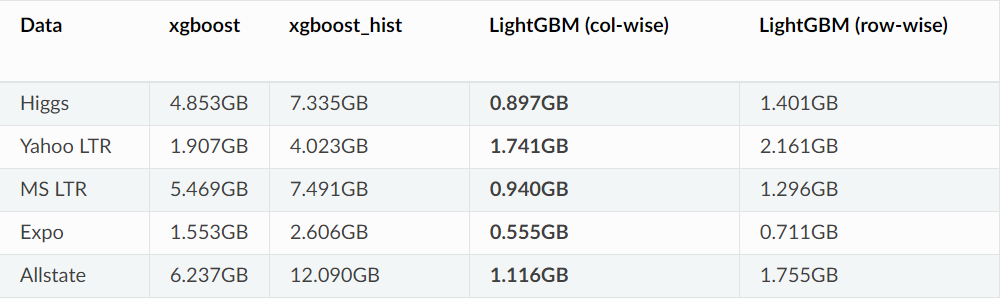 Data xgboost xgboost_hist LightGBM (col-wise) LightGBM (row-wise)
Higgs 4.853GB 7.335GB 0.897GB 1.401GB
Yahoo LTR 1.907GB 4.023GB 1.741GB 2.161GB
MS LTR 5.469GB 7.491GB 0.940GB 1.296GB
Expo 1.553GB 2.606GB 0.555GB 0.711GB
Allstate 6.237GB 12.090GB 1.116GB 1.755GB